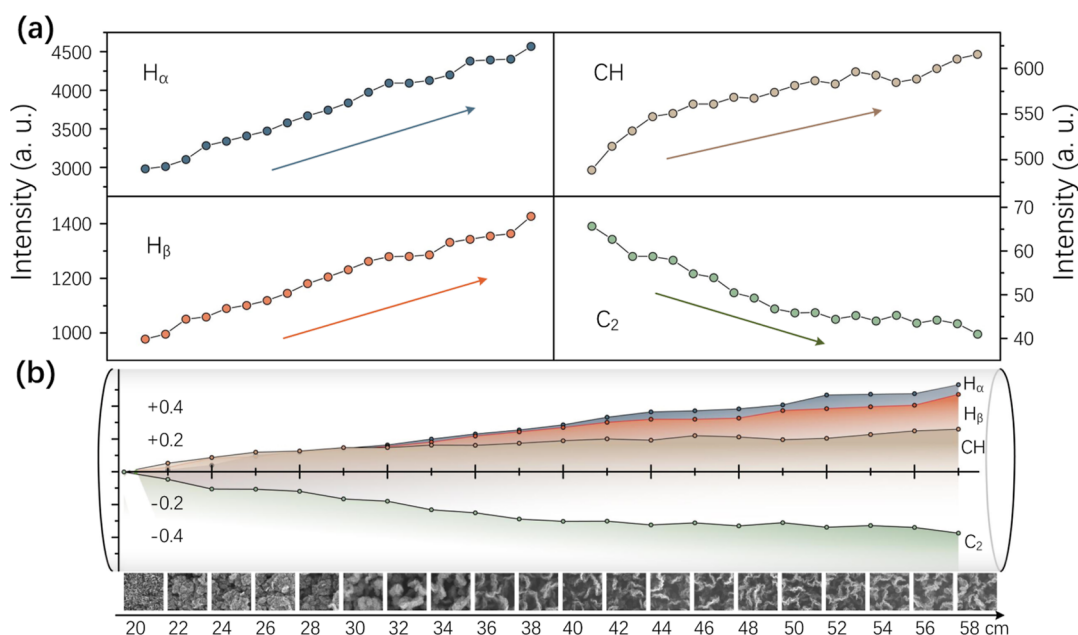 (a)
Intensity (a. u.)
4500
4000
3500
3000
Hα
CH
600
550
500
Intensity (a. u.)
1400
1200
1000
Hβ
C2
70
60
50
40
(b)
+0.4
+0.2
-0.2
-0.4
Hα
Hβ
CH
C2
20 22 24 26 28 30 32 34 36 38 40 42 44 46 48 50 52 54 56 58 cm